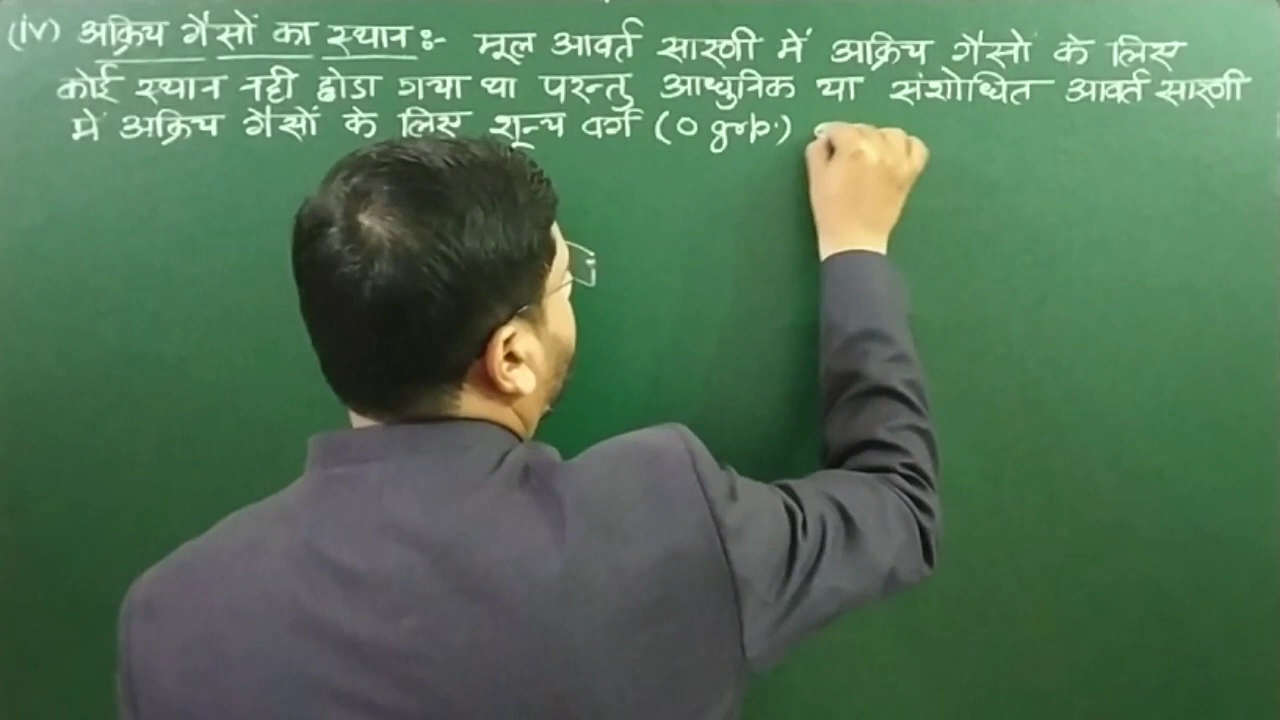 (iv) अक्रिय गैसों का स्थान :- मूल आवर्त सारणी में अक्रिय गैसो के लिए
कोई स्थान नही छोडा गया था परन्तु आधुनिक या संशोधित आवर्त सारणी
मे अक्रिय गैसों के लिए शून्य वर्ग (0 grp.)